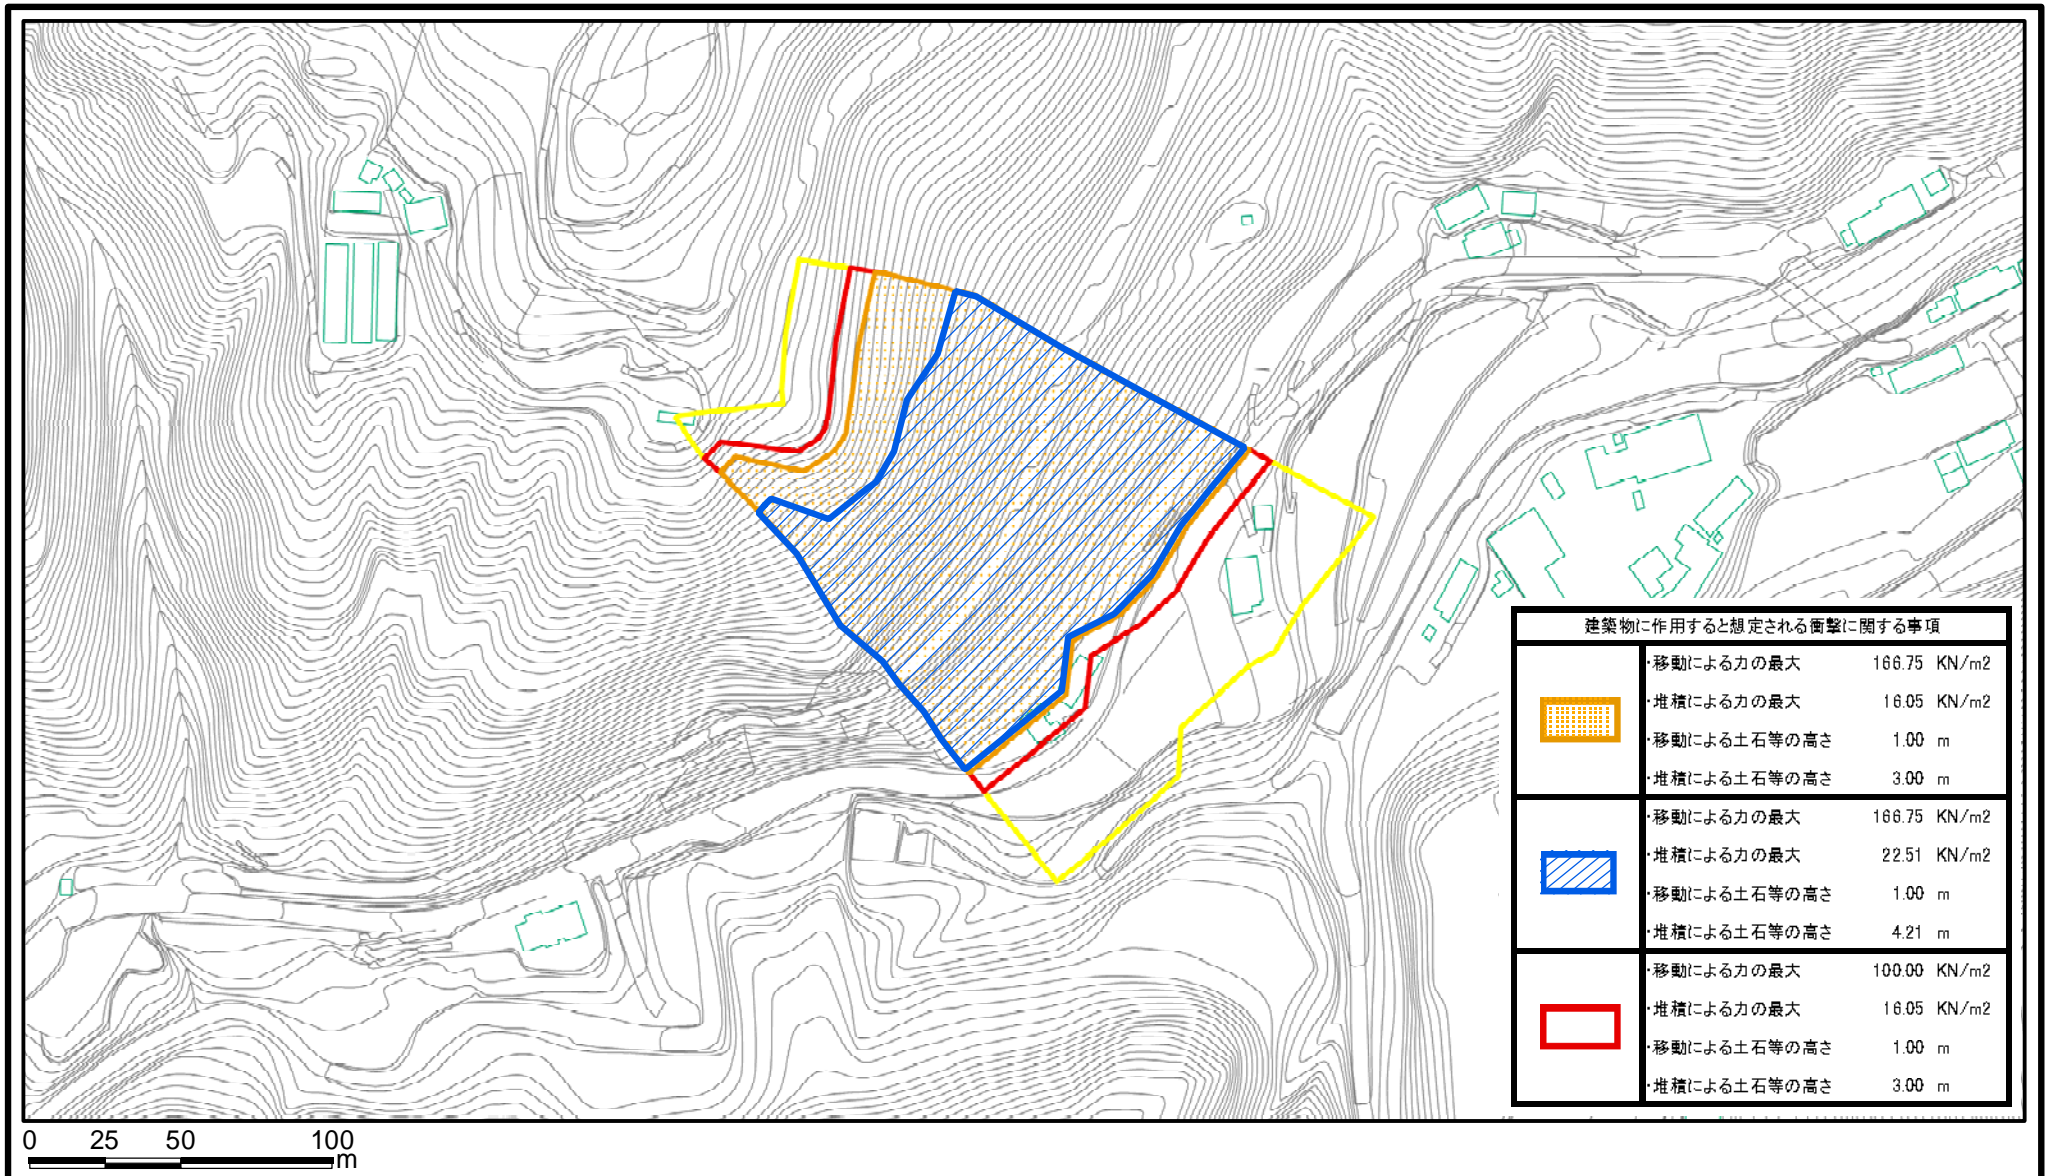 建築物に作用すると想定される衝撃に関する事項
・移動による力の最大 166.75 KN/m2
・堆積による力の最大 16.05 KN/m2
・移動による土石等の高さ 1.00 m
・堆積による土石等の高さ 3.00 m
・移動による力の最大 166.75 KN/m2
・堆積による力の最大 22.51 KN/m2
・移動による土石等の高さ 1.00 m
・堆積による土石等の高さ 4.21 m
・移動による力の最大 100.00 KN/m2
・堆積による力の最大 16.05 KN/m2
・移動による土石等の高さ 1.00 m
・堆積による土石等の高さ 3.00 m
0 25 50 100
m